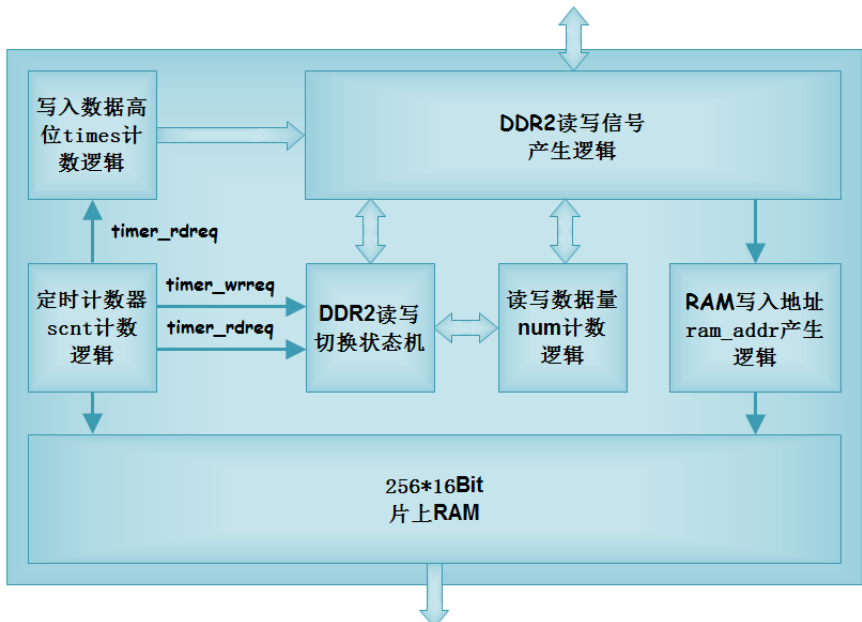 写入数据高
位times计
数逻辑
DDR2读写信号
产生逻辑
timer_rdreq
定时计数器
scnt计数
逻辑
timer_wrreq
timer_rdreq
DDR2读写
切换状态机
读写数据量
num计数
逻辑
RAM写入地址
ram_addr产生
逻辑
256*16Bit
片上RAM